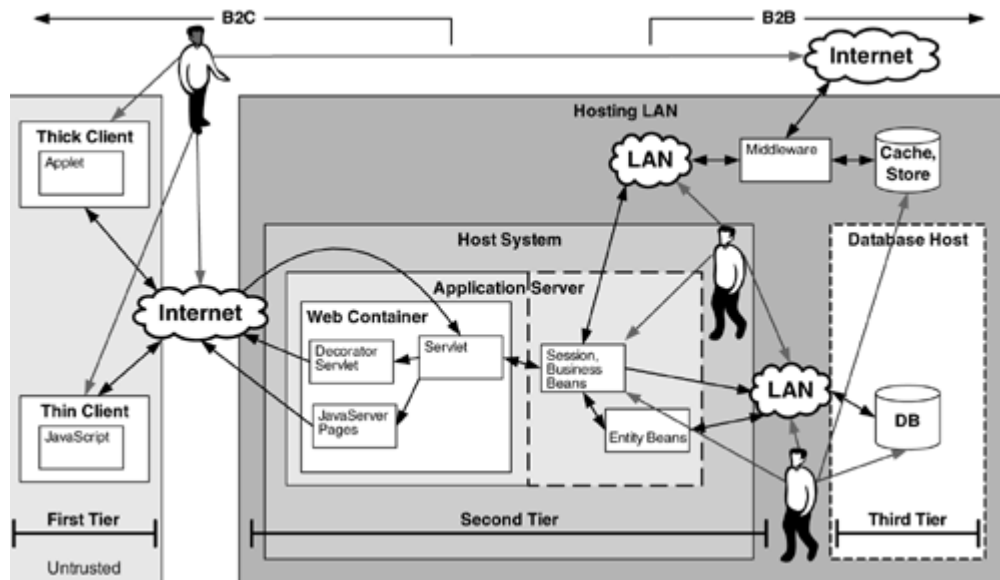 B2C
B2B
Internet
Hosting LAN
Thick Client
Applet
LAN
Middleware
Cache,
Store
Host System
Database Host
Application Server
Internet
Web Container
Decorator
Servlet
Servlet
Session,
Business
Beans
LAN
Thin Client
JavaScript
JavaServer
Pages
Entity Beans
DB
First Tier
Second Tier
Third Tier
Untrusted